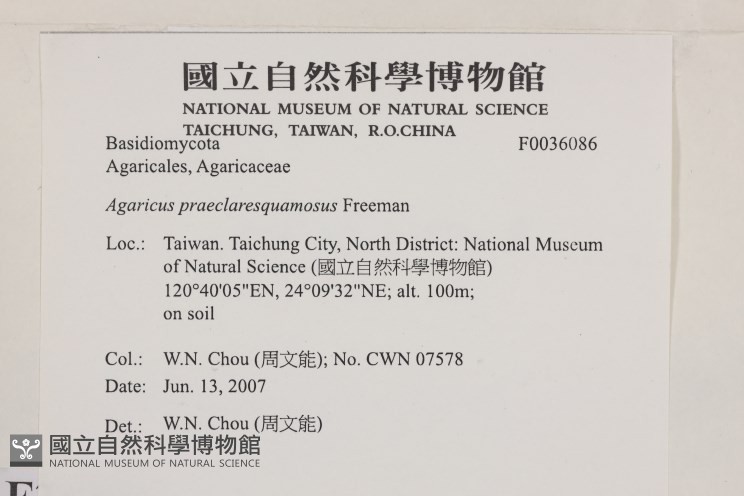 國立自然科學博物館
NATIONAL MUSEUM OF NATURAL SCIENCE
TAICHUNG, TAIWAN, R.O.CHINA
Basidiomycota F0036086
Agaricales, Agaricaceae
Agaricus praeclaresquamosus Freeman
Loc.: Taiwan. Taichung City, North District: National Museum
of Natural Science (國立自然科學博物館)
120°40'05"EN, 24°09'32"NE; alt. 100m;
on soil
Col.: W.N. Chou (周文能); No. CWN 07578
Date: Jun. 13, 2007
Det.: W.N. Chou (周文能)
國立自然科學博物館
NATIONAL MUSEUM OF NATURAL SCIENCE